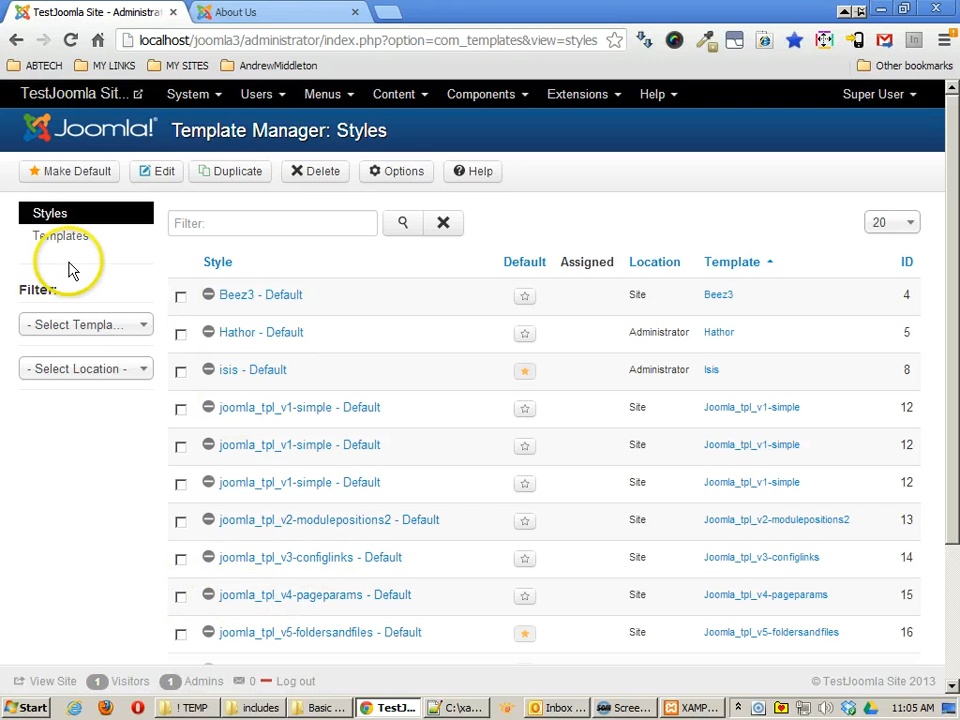 TestJoomla Site - Administra
About Us
localhost/joomla3/administrator/index.php?option=com_templates&view=styles
ABTECH MY LINKS MY SITES AndrewMiddleton Other bookmarks
TestJoomla Sit... System Users Menus Content Components Extensions Help Super User
Joomla! Template Manager: Styles
Make Default Edit Duplicate Delete Options Help
Styles
Templates
Filter:
- Select Templa...
- Select Location -
Filter:
20
Style Default Assigned Location Template ID
Beez3 - Default Site Beez3 4
Hathor - Default Administrator Hathor 5
isis - Default Administrator Isis 8
joomla_tpl_v1-simple - Default Site Joomla_tpl_v1-simple 12
joomla_tpl_v1-simple - Default Site Joomla_tpl_v1-simple 12
joomla_tpl_v1-simple - Default Site Joomla_tpl_v1-simple 12
joomla_tpl_v2-modulepositions2 - Default Site Joomla_tpl_v2-modulepositions2 13
joomla_tpl_v3-configlinks - Default Site Joomla_tpl_v3-configlinks 14
joomla_tpl_v4-pageparams - Default Site Joomla_tpl_v4-pageparams 15
joomla_tpl_v5-foldersandfiles - Default Site Joomla_tpl_v5-foldersandfiles 16
View Site 1 Visitors 1 Admins 0 Log out © TestJoomla Site 2013
Start ! TEMP includes Basic ... TestJ... C:\xa... Inbox ... Scree... XAMP... 11:05 AM